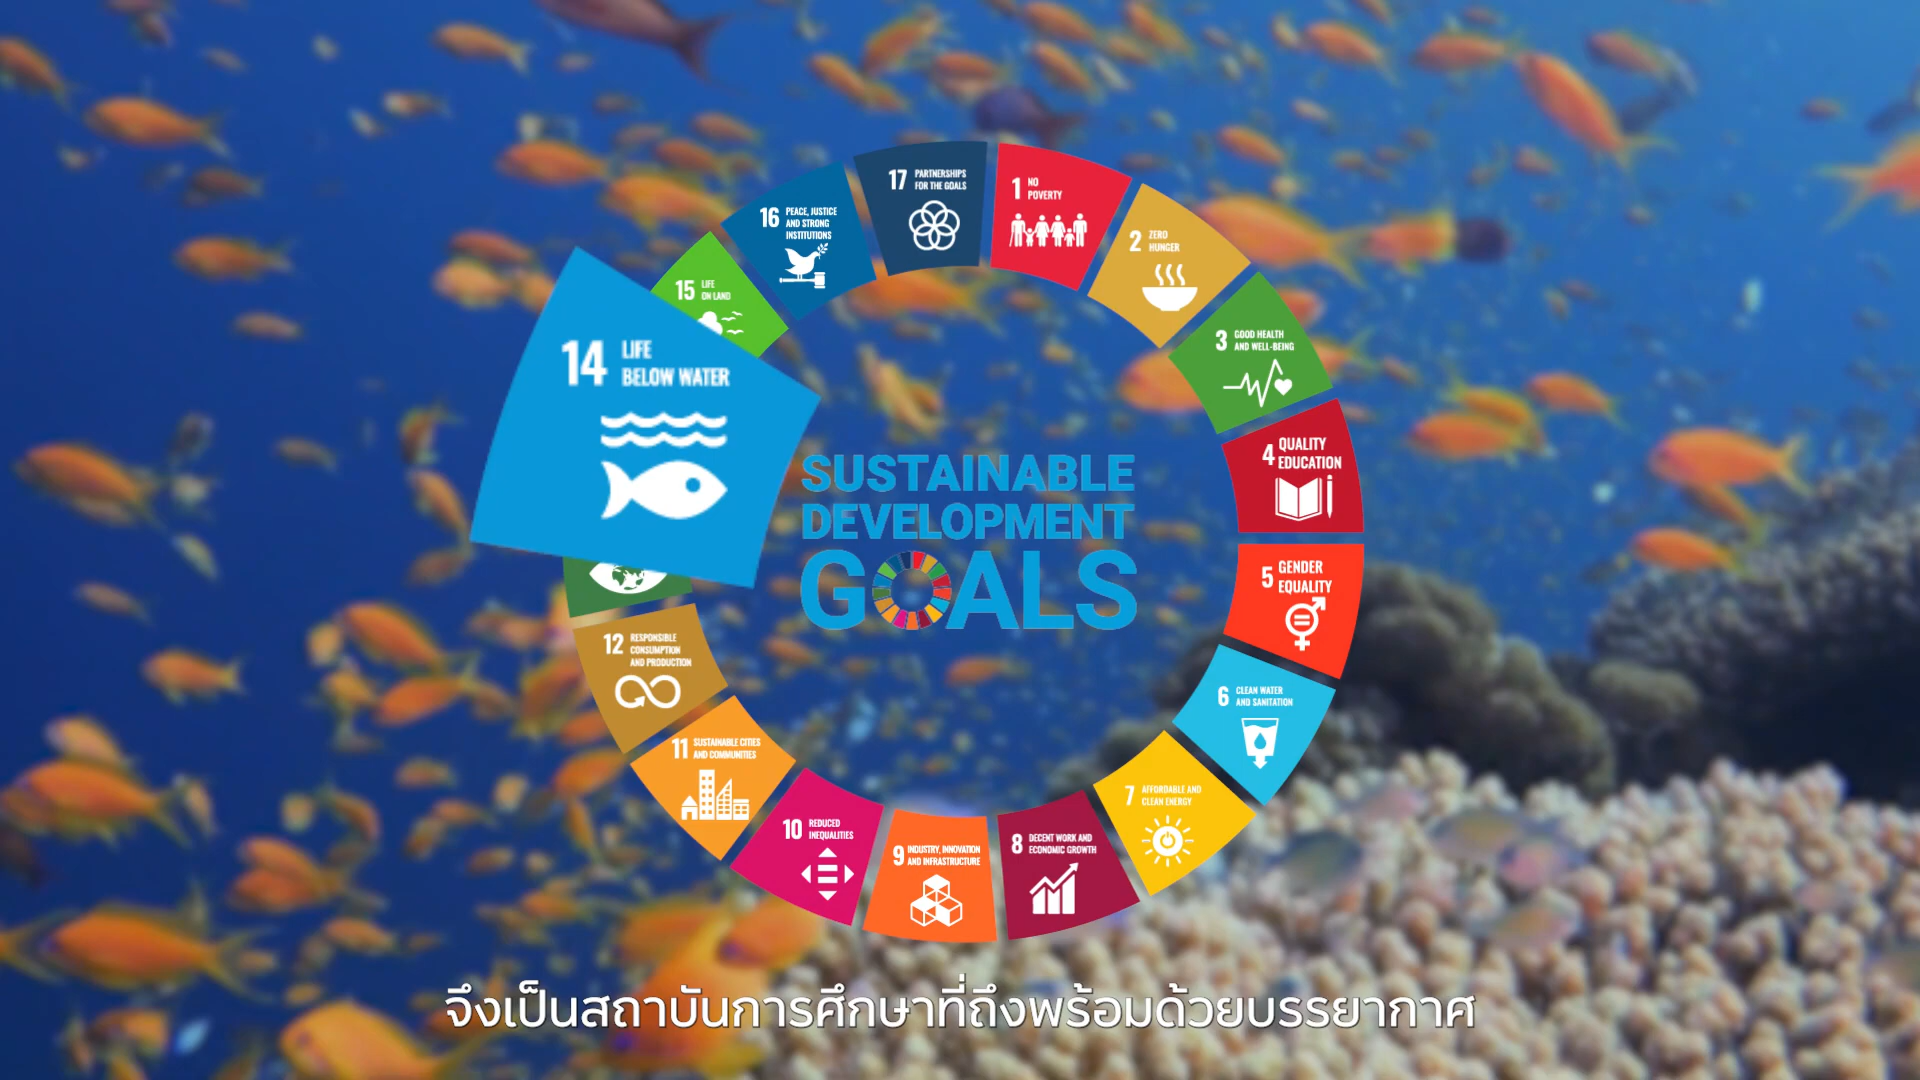 17 PARTNERSHIPS
FOR THE GOALS
1 NO
POVERTY
2 ZERO
HUNGER
3 GOOD HEALTH
AND WELL-BEING
4 QUALITY
EDUCATION
5 GENDER
EQUALITY
6 CLEAN WATER
AND SANITATION
7 AFFORDABLE AND
CLEAN ENERGY
8 DECENT WORK AND
ECONOMIC GROWTH
9 INDUSTRY, INNOVATION
AND INFRASTRUCTURE
10 REDUCED
INEQUALITIES
11 SUSTAINABLE CITIES
AND COMMUNITIES
12 RESPONSIBLE
CONSUMPTION
AND PRODUCTION
14 LIFE
BELOW WATER
15 LIFE
ON LAND
16 PEACE, JUSTICE
AND STRONG
INSTITUTIONS
SUSTAINABLE
DEVELOPMENT
GOALS
จึงเป็นสถาบันการศึกษาที่ถึงพร้อมด้วยบรรยากาศ